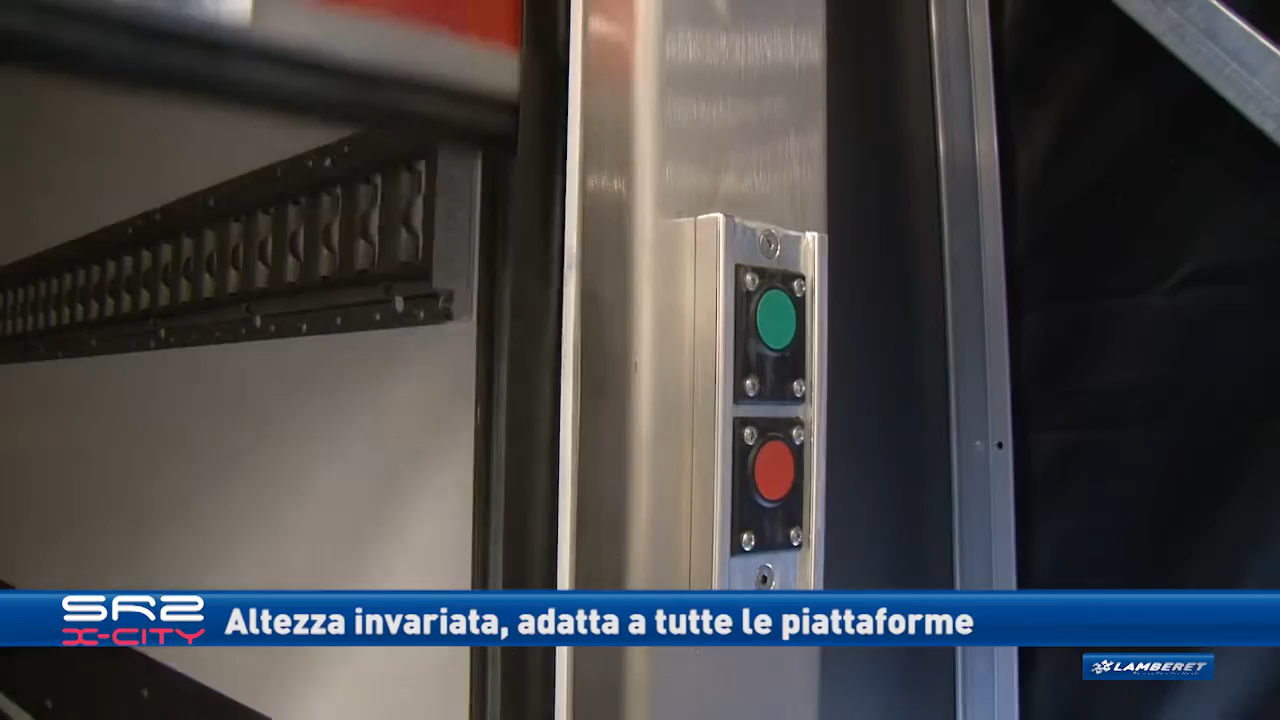 SR2
X-CITY
Altezza invariata, adatta a tutte le piattaforme
LAMBERET